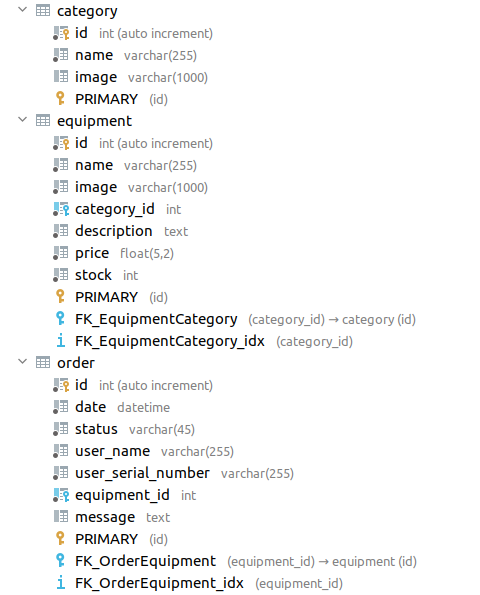 category
id int (auto increment)
name varchar(255)
image varchar(1000)
PRIMARY (id)
equipment
id int (auto increment)
name varchar(255)
image varchar(1000)
category_id int
description text
price float(5,2)
stock int
PRIMARY (id)
FK_EquipmentCategory (category_id) → category (id)
FK_EquipmentCategory_idx (category_id)
order
id int (auto increment)
date datetime
status varchar(45)
user_name varchar(255)
user_serial_number varchar(255)
equipment_id int
message text
PRIMARY (id)
FK_OrderEquipment (equipment_id) → equipment (id)
FK_OrderEquipment_idx (equipment_id)